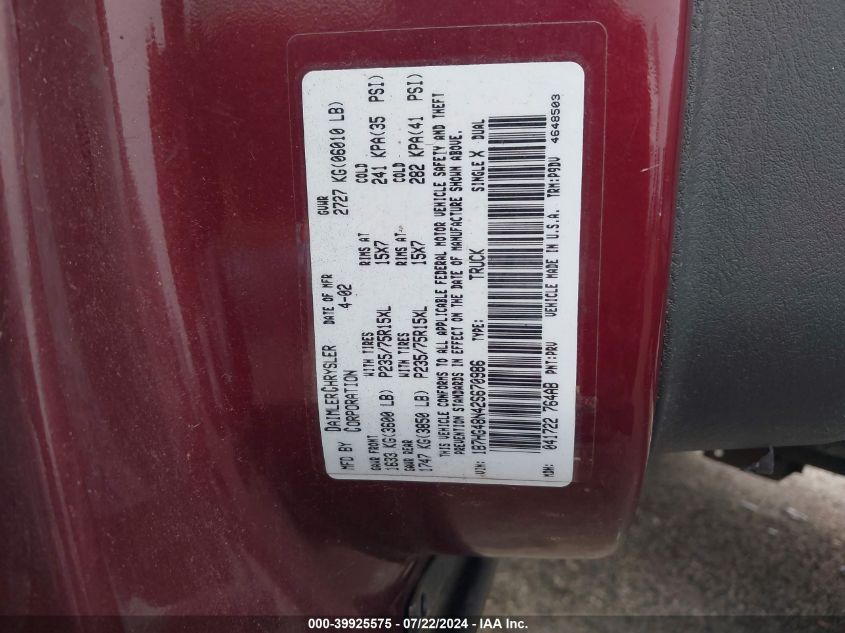 MFD BY DAIMLERCHRYSLER CORPORATION DATE OF MFR 4-02 GVWR 2727 KG(06010 LB)
GAWR FRONT WITH TIRES RIMS AT COLD
1633 KG(3600 LB) P235/75R15XL 15X7 241 KPA(35 PSI)
GAWR REAR WITH TIRES RIMS AT COLD
1747 KG(3850 LB) P235/75R15XL 15X7 282 KPA(41 PSI)
THIS VEHICLE CONFORMS TO ALL APPLICABLE FEDERAL MOTOR VEHICLE SAFETY AND THEFT
PREVENTION STANDARDS IN EFFECT ON THE DATE OF MANUFACTURE SHOWN ABOVE.
VIN: 1B7HG48N42S670986 TYPE: TRUCK SINGLE X DUAL
MDH: 041722 764AB PNT:PRV VEHICLE MADE IN U.S.A. TRM:P9DV 4648503
000-39925575 - 07/22/2024 - IAA Inc.